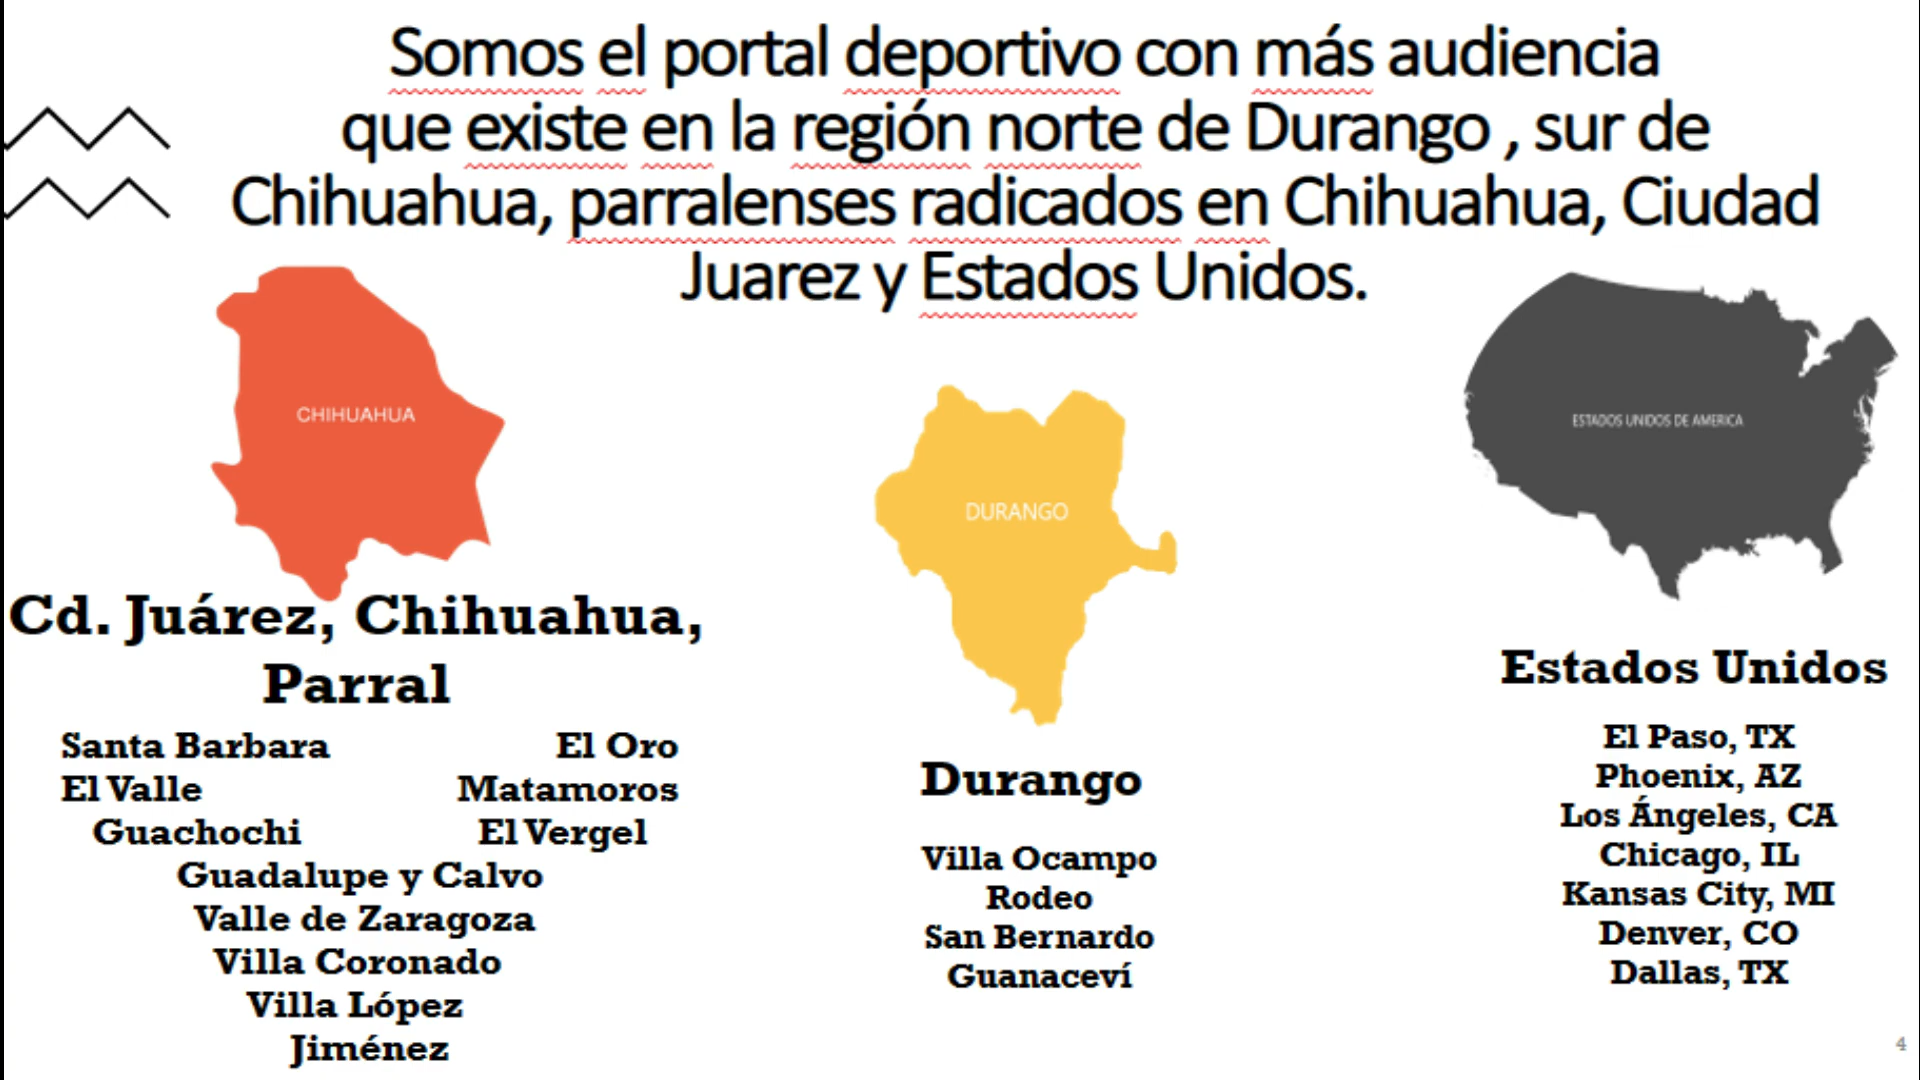 Somos el portal deportivo con más audiencia
que existe en la región norte de Durango , sur de
Chihuahua, parralenses radicados en Chihuahua, Ciudad
Juarez y Estados Unidos.
CHIHUAHUA
DURANGO
ESTADOS UNIDOS DE AMERICA
Cd. Juárez, Chihuahua,
Parral
Santa Barbara El Oro
El Valle Matamoros
Guachochi El Vergel
Guadalupe y Calvo
Valle de Zaragoza
Villa Coronado
Villa López
Jiménez
Durango
Villa Ocampo
Rodeo
San Bernardo
Guanaceví
Estados Unidos
El Paso, TX
Phoenix, AZ
Los Ángeles, CA
Chicago, IL
Kansas City, MI
Denver, CO
Dallas, TX
4